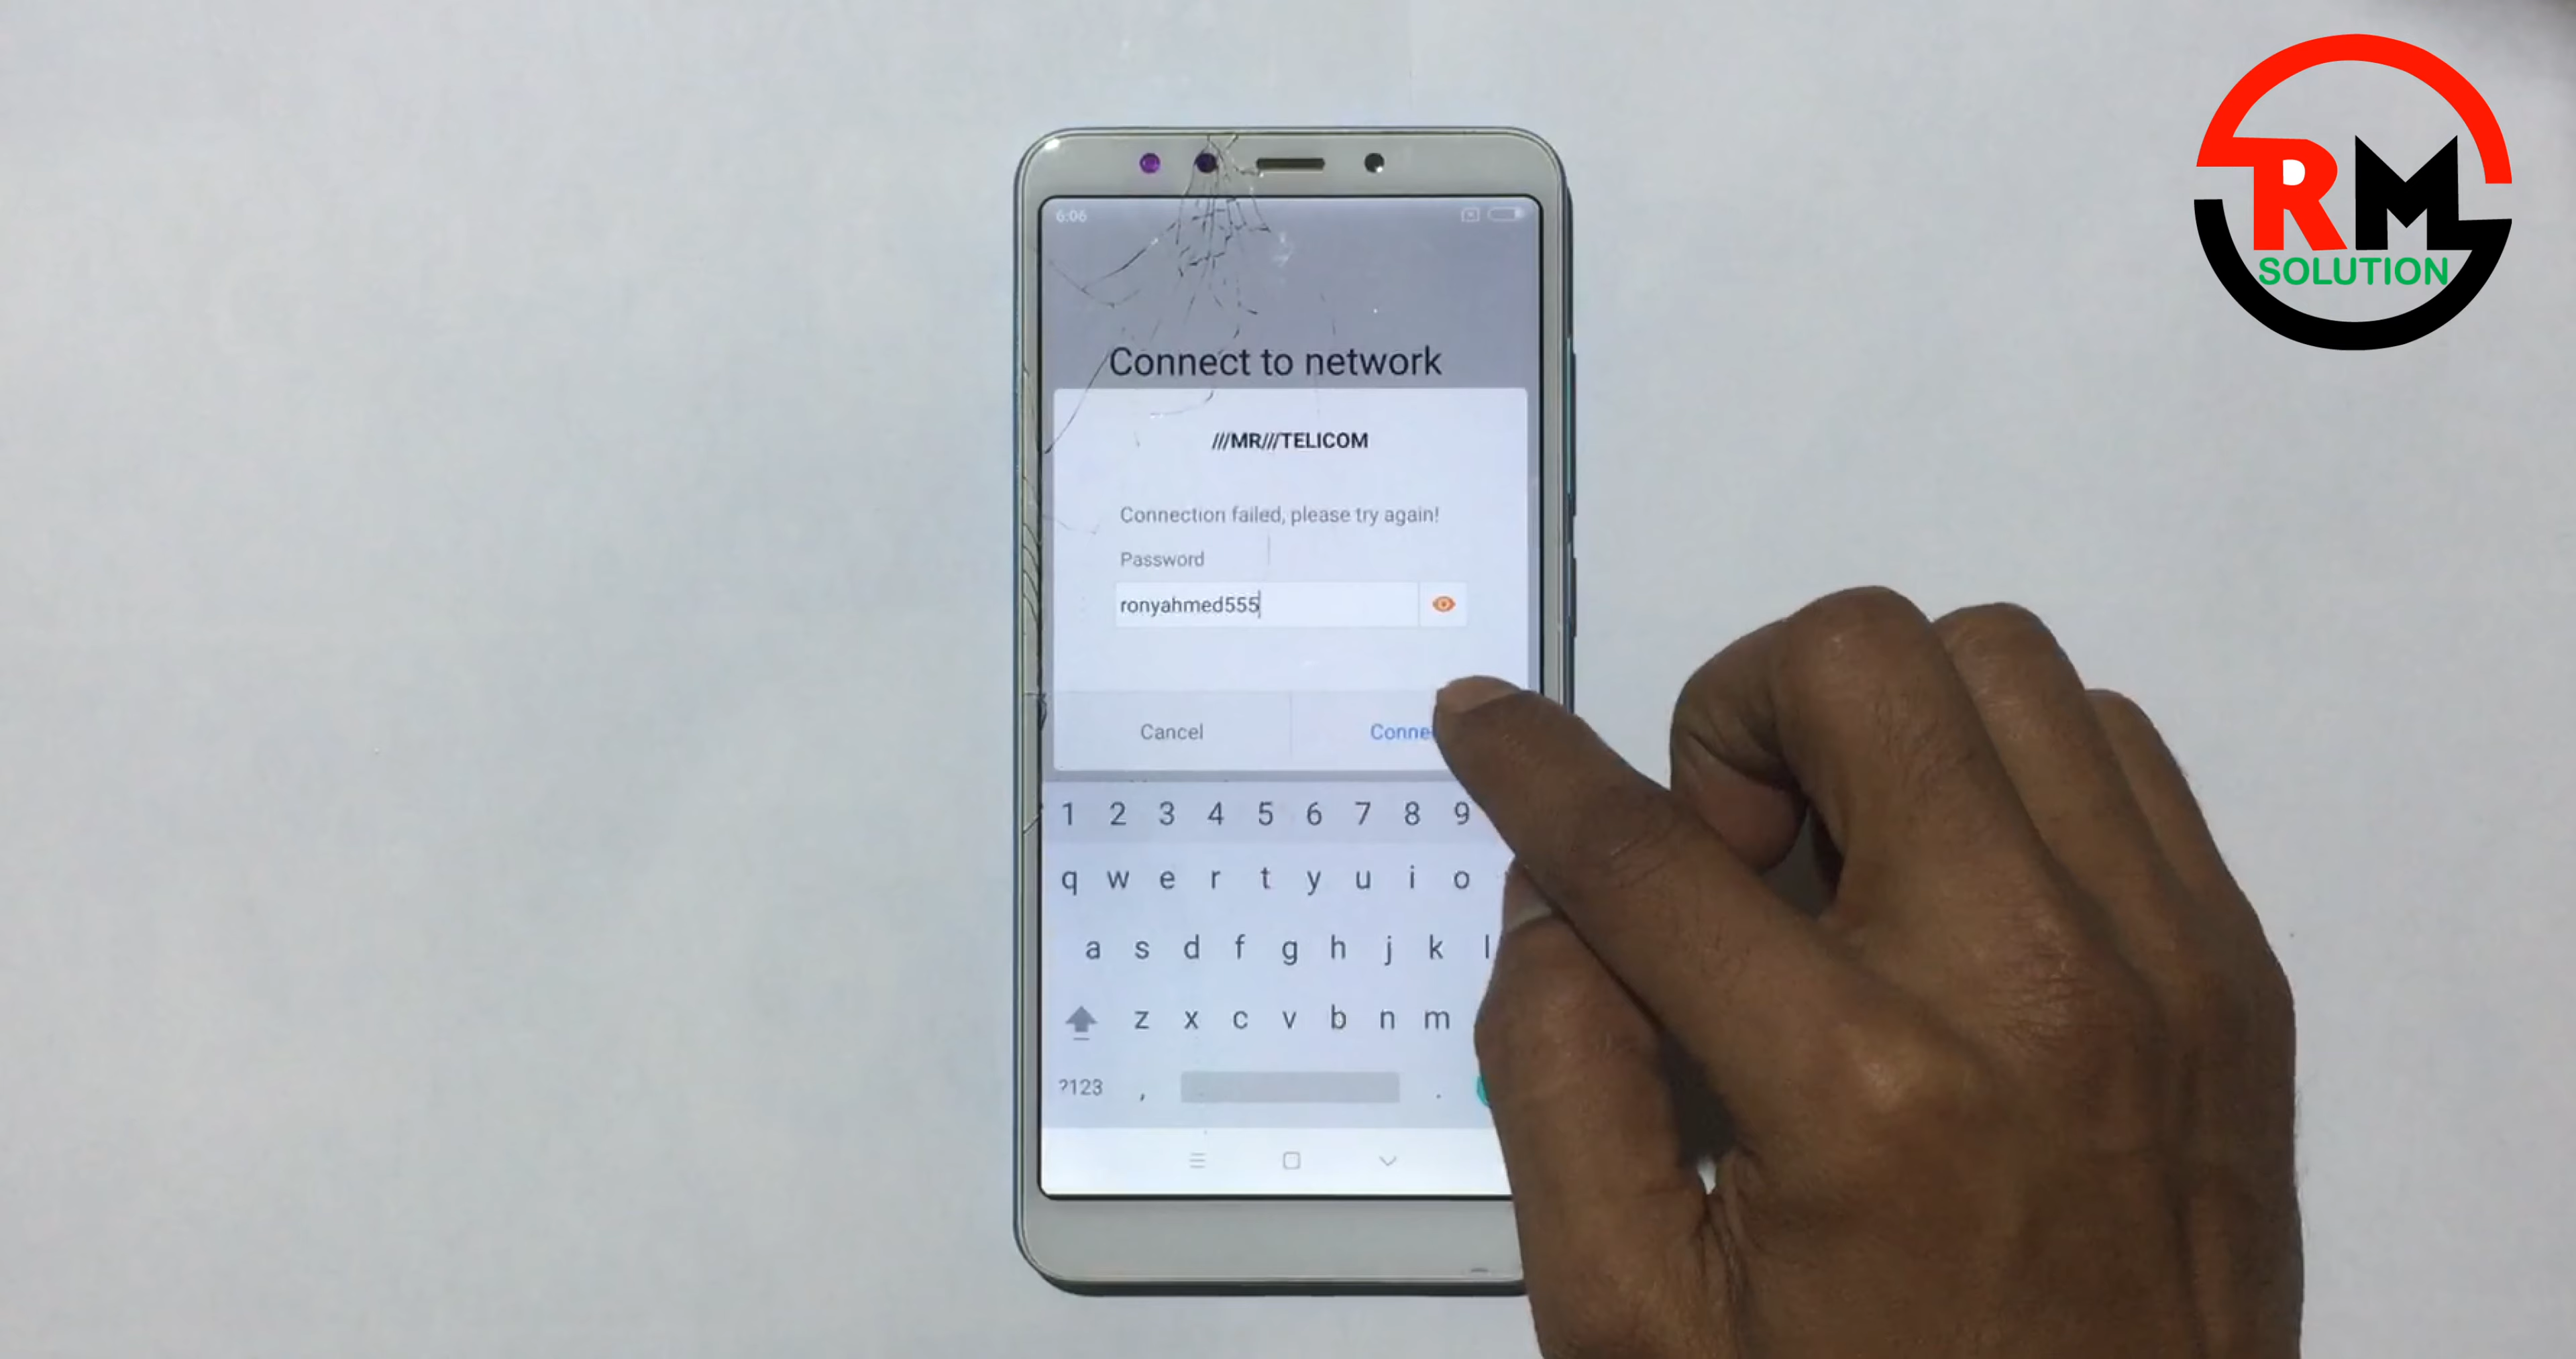 RM
SOLUTION
6:06
Connect to network
///MR///TELICOM
Connection failed, please try again!
Password
ronyahmed555
Cancel
1 2 3 4 5 6 7 8 9
q w e r t y u i o
a s d f g h j k l
z x c v b n m
?123 , .